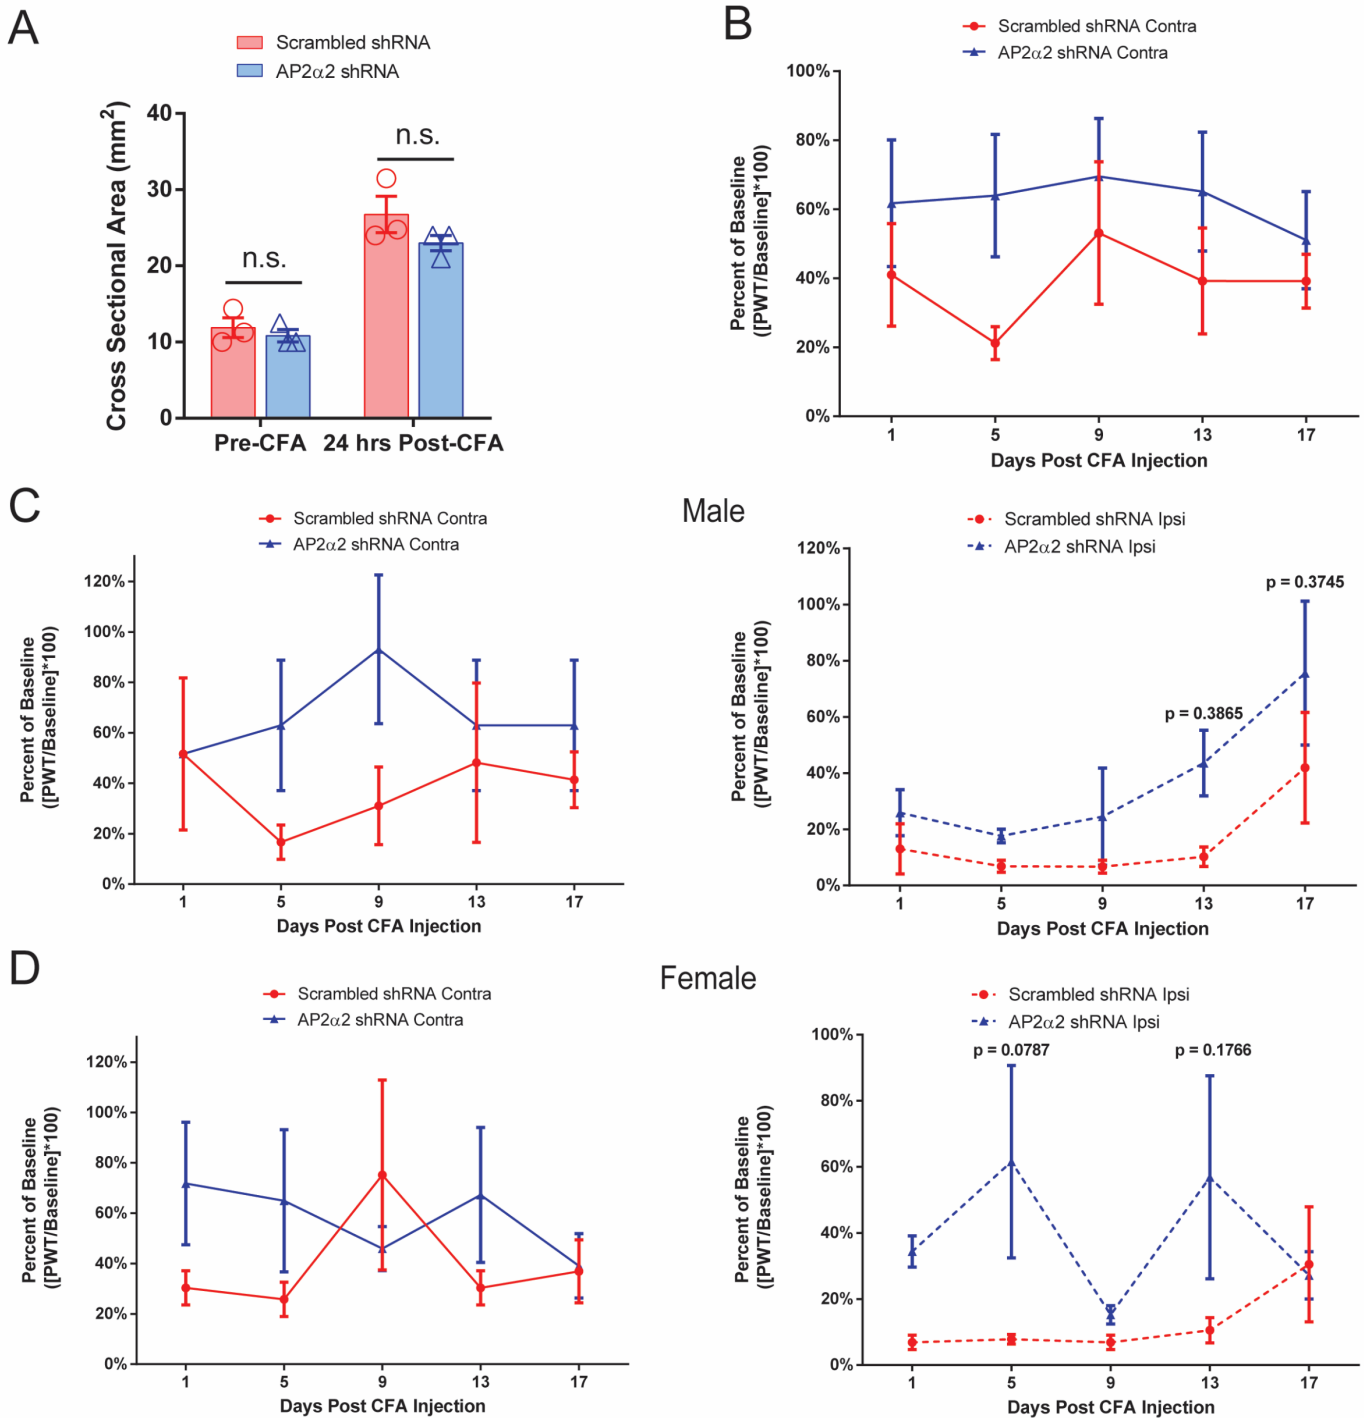 A
Scrambled shRNA
AP2α2 shRNA
Cross Sectional Area (mm²)
40
30
20
10
0
n.s.
n.s.
Pre-CFA
24 hrs Post-CFA
B
Scrambled shRNA Contra
AP2α2 shRNA Contra
Percent of Baseline
([PWT/Baseline]*100)
100%
80%
60%
40%
20%
0%
1 5 9 13 17
Days Post CFA Injection
C
Male
Scrambled shRNA Contra
AP2α2 shRNA Contra
Percent of Baseline
([PWT/Baseline]*100)
120%
100%
80%
60%
40%
20%
0%
1 5 9 13 17
Days Post CFA Injection
Scrambled shRNA Ipsi
AP2α2 shRNA Ipsi
Percent of Baseline
([PWT/Baseline]*100)
120%
100%
80%
60%
40%
20%
0%
p = 0.3865
p = 0.3745
1 5 9 13 17
Days Post CFA Injection
D
Female
Scrambled shRNA Contra
AP2α2 shRNA Contra
Percent of Baseline
([PWT/Baseline]*100)
120%
100%
80%
60%
40%
20%
0%
1 5 9 13 17
Days Post CFA Injection
Scrambled shRNA Ipsi
AP2α2 shRNA Ipsi
Percent of Baseline
([PWT/Baseline]*100)
100%
80%
60%
40%
20%
0%
p = 0.0787
p = 0.1766
1 5 9 13 17
Days Post CFA Injection